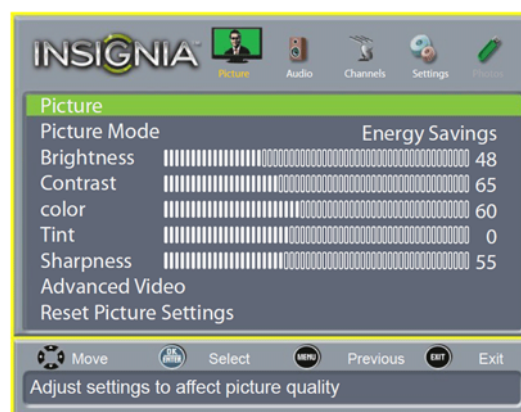 INSIGNIA
Picture Audio Channels Settings Photos
Picture
Picture Mode Energy Savings
Brightness 48
Contrast 65
color 60
Tint 0
Sharpness 55
Advanced Video
Reset Picture Settings
Move OK ENTER Select MENU Previous EXIT Exit
Adjust settings to affect picture quality